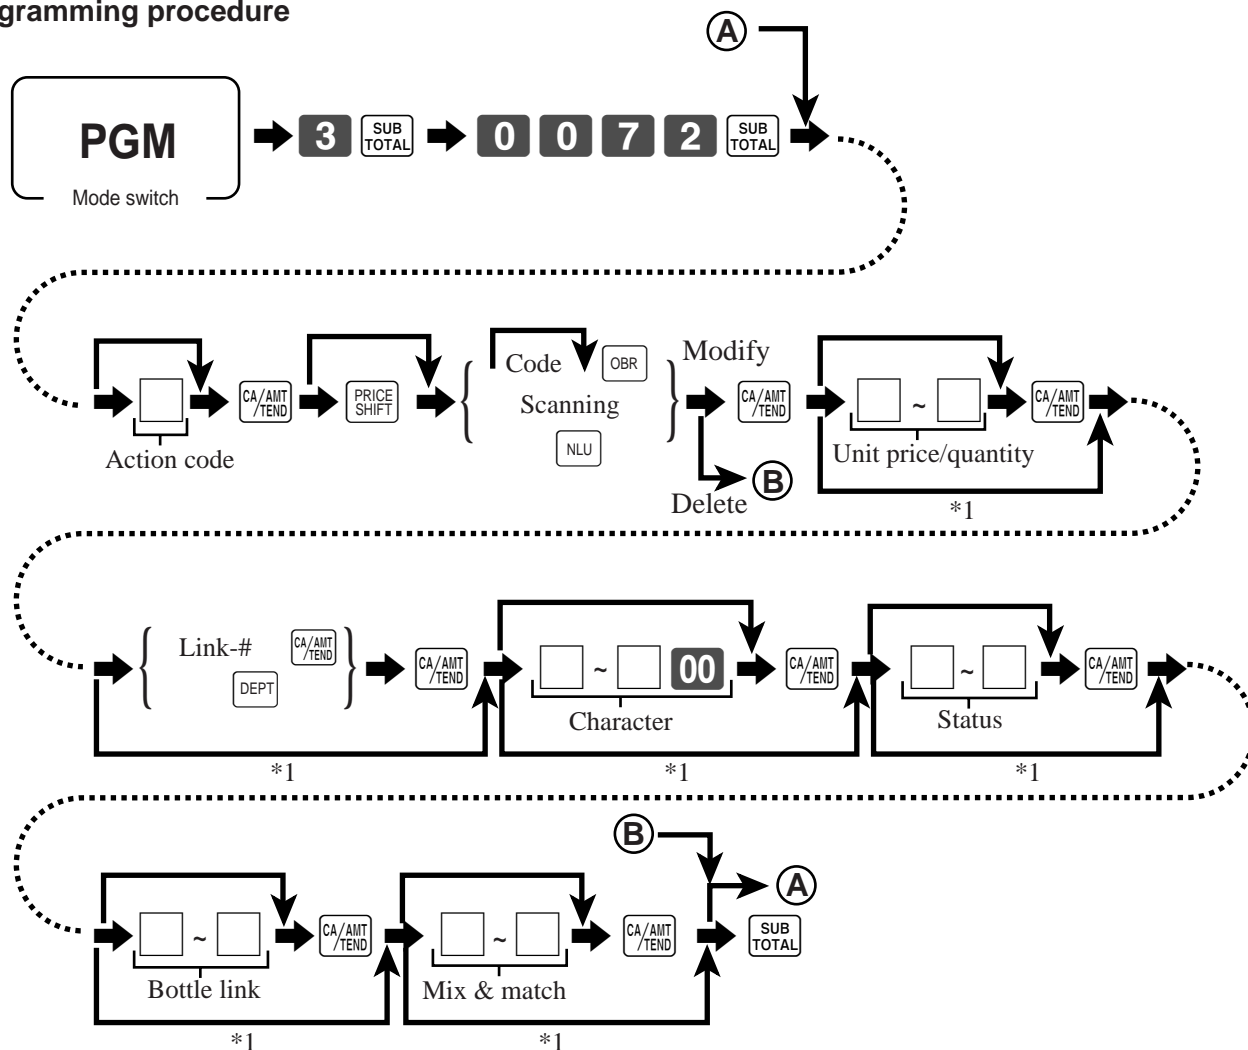 gramming procedure
A
PGM
Mode switch
3 SUB TOTAL 0 0 7 2 SUB TOTAL
Action code
CA/AMT /TEND
PRICE SHIFT
Code OBR
Scanning
NLU
Modify
CA/AMT /TEND
Delete B
~
Unit price/quantity
CA/AMT /TEND
*1
Link-# CA/AMT /TEND
DEPT
CA/AMT /TEND
~ 00
Character
CA/AMT /TEND
~
Status
CA/AMT /TEND
*1 *1 *1
B
A
~
Bottle link
CA/AMT /TEND
~
Mix & match
CA/AMT /TEND
SUB TOTAL
*1 *1